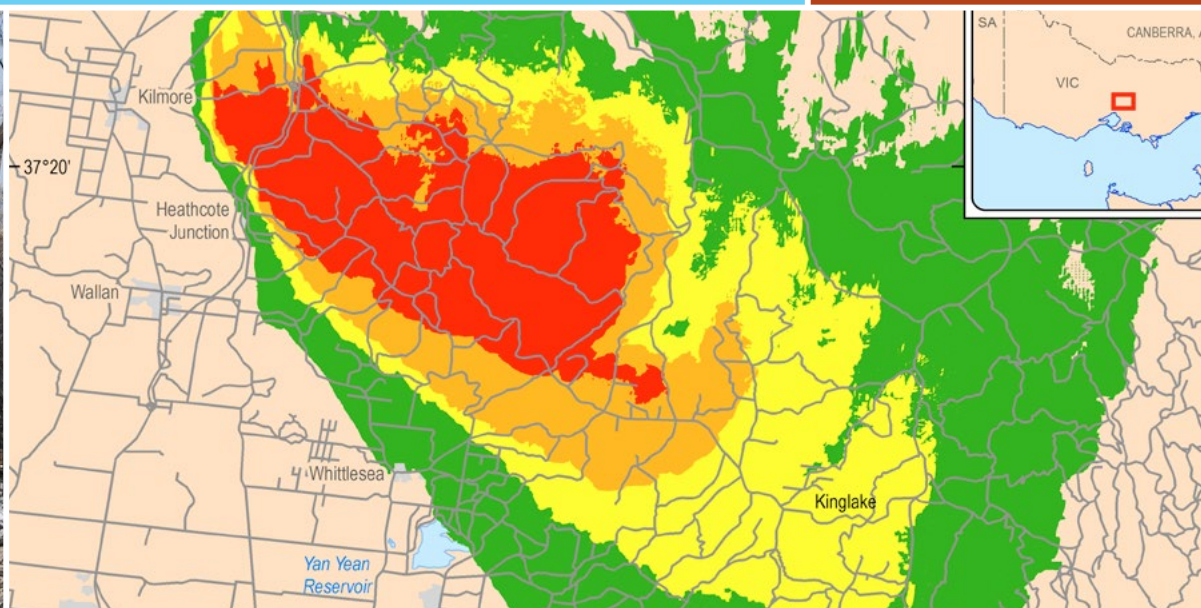 SA
CANBERRA, A
VIC
Kilmore
37°20'
Heathcote
Junction
Wallan
Whittlesea
Kinglake
Yan Yean
Reservoir